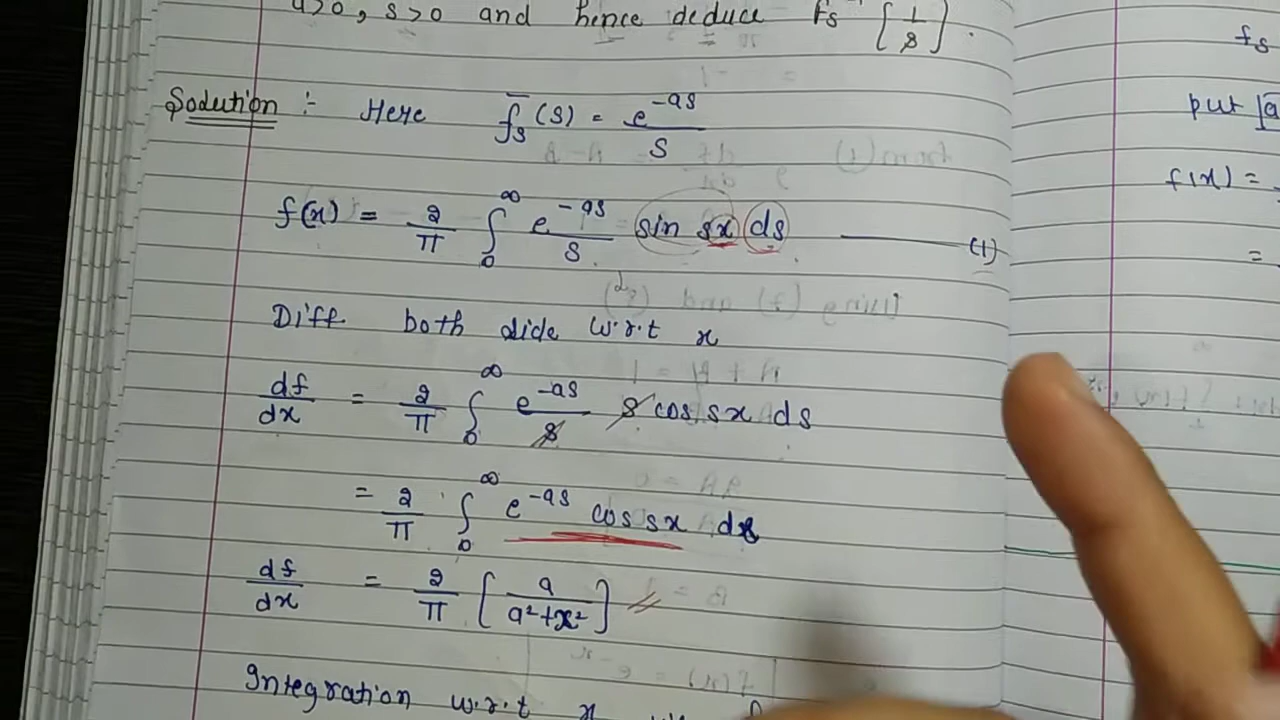 a>0, s>0 and hence deduce Fs⁻¹ [1/s].
Solution :- Here f̄s(s) = e^-as / s
f(x) = 2/π ∫₀^∞ e^-as / s sin sx ds ——— (1)
Diff. both side w.r.t x
df/dx = 2/π ∫₀^∞ e^-as / s s cos sx ds
= 2/π ∫₀^∞ e^-as cos sx ds
df/dx = 2/π [a / a²+x²]
Integration w.r.t x
fs
put
f(x) =
=